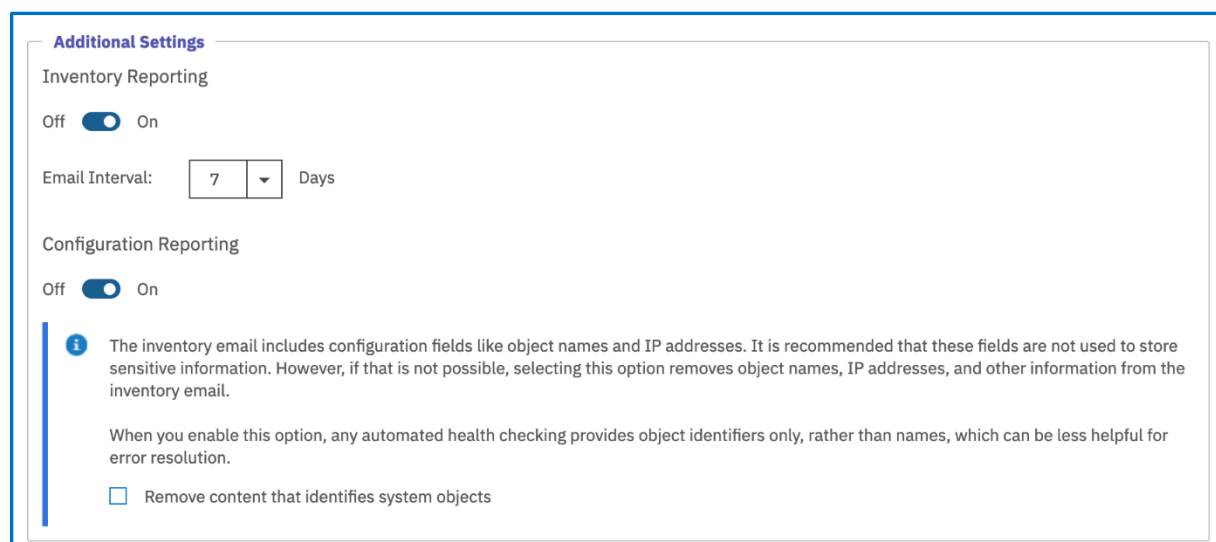 Additional Settings
Inventory Reporting
Off On
Email Interval: 7 Days
Configuration Reporting
Off On
The inventory email includes configuration fields like object names and IP addresses. It is recommended that these fields are not used to store
sensitive information. However, if that is not possible, selecting this option removes object names, IP addresses, and other information from the
inventory email.
When you enable this option, any automated health checking provides object identifiers only, rather than names, which can be less helpful for
error resolution.
Remove content that identifies system objects